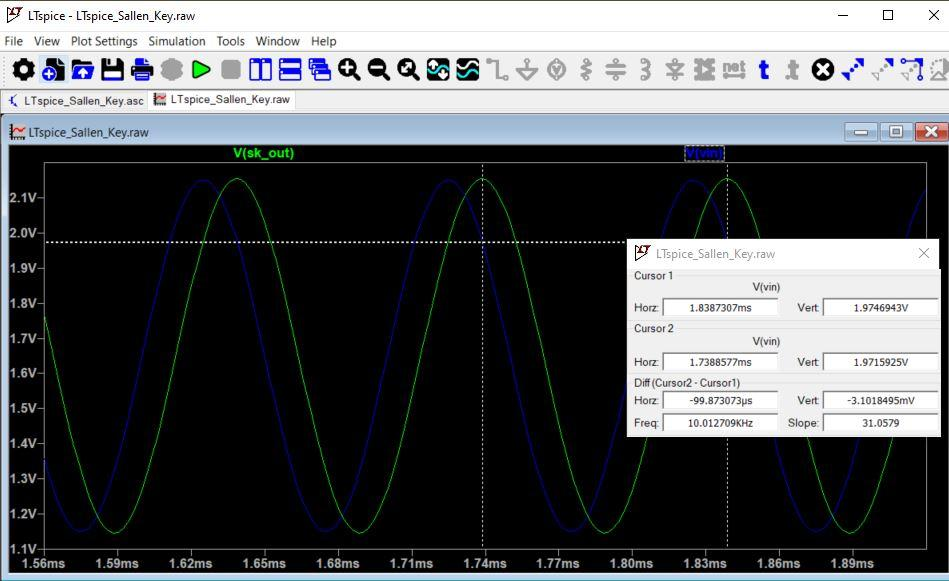 LTspice - LTspice_Sallen_Key.raw
File View Plot Settings Simulation Tools Window Help
LTspice_Sallen_Key.asc LTspice_Sallen_Key.raw
LTspice_Sallen_Key.raw
V(sk_out) V(vin)
2.1V
2.0V
1.9V
1.8V
1.7V
1.6V
1.5V
1.4V
1.3V
1.2V
1.1V
1.56ms 1.59ms 1.65ms 1.68ms 1.71ms 1.74ms 1.77ms 1.80ms 1.83ms 1.86ms 1.89ms
LTspice_Sallen_Key.raw
Cursor 1
V(vin)
Horz: 1.8387307ms Vert: 1.9746943V
Cursor 2
V(vin)
Horz: 1.7388577ms Vert: 1.9715925V
Diff (Cursor2 - Cursor1)
Horz: -99.873073µs Vert: -3.1018495mV
Freq: 10.012709KHz Slope: 31.0579